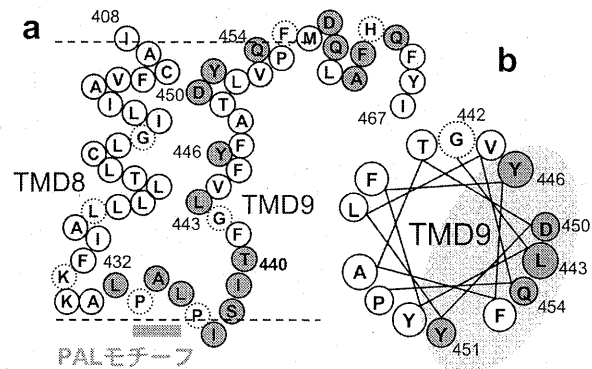 a
408
I
A
C
F
V
A
I
L
I
G
L
C
L
T
L
L
L
L
A
I
F
K
K
A
432
L
P
A
L
P
I
S
I
T
440
F
G
L
443
V
F
F
Y
446
A
T
D
450
Y
L
V
Q
454
P
F
M
D
Q
L
A
F
H
Q
F
Y
I
467
TMD8
TMD9
PALモチーフ
b
442
T
G
V
Y
446
F
L
D
450
TMD9
L
443
A
Q
454
P
F
Y
Y
451